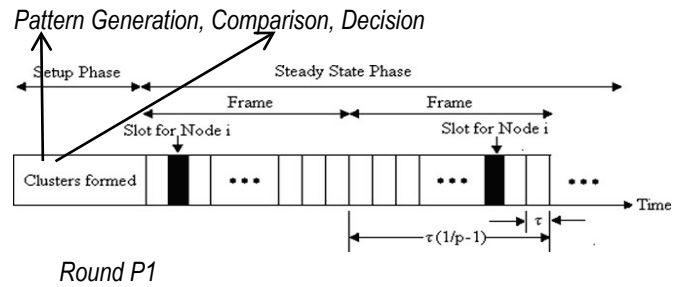 Pattern Generation, Comparison, Decision
Setup Phase
Steady State Phase
Frame
Frame
Slot for Node i
Slot for Node i
Clusters formed
•••
•••
•••
Time
τ
τ(1/p-1)
Round P1